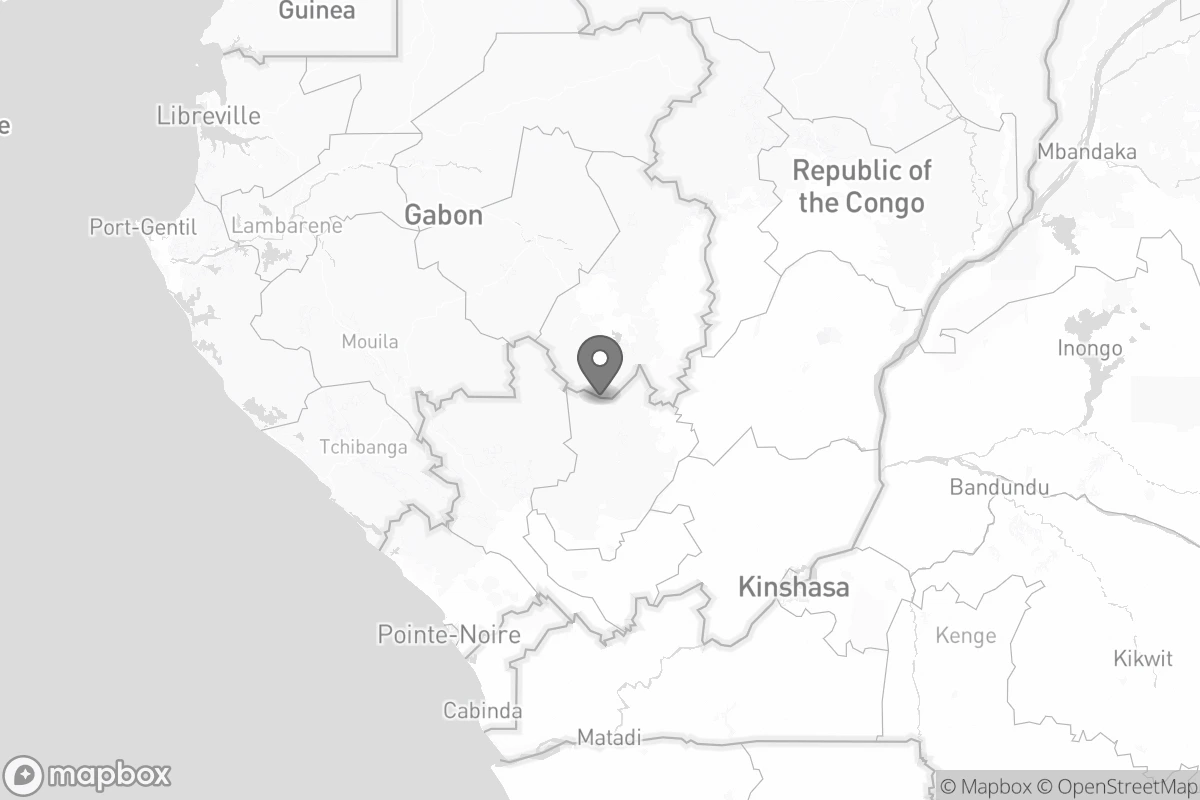 Guinea
Libreville
e
Mbandaka
Republic of
the Congo
Gabon
Port-Gentil
Lambarene
Mouila
Inongo
Tchibanga
Bandundu
Kinshasa
Pointe-Noire
Kenge
Kikwit
Cabinda
Matadi
mapbox
© Mapbox © OpenStreetMap